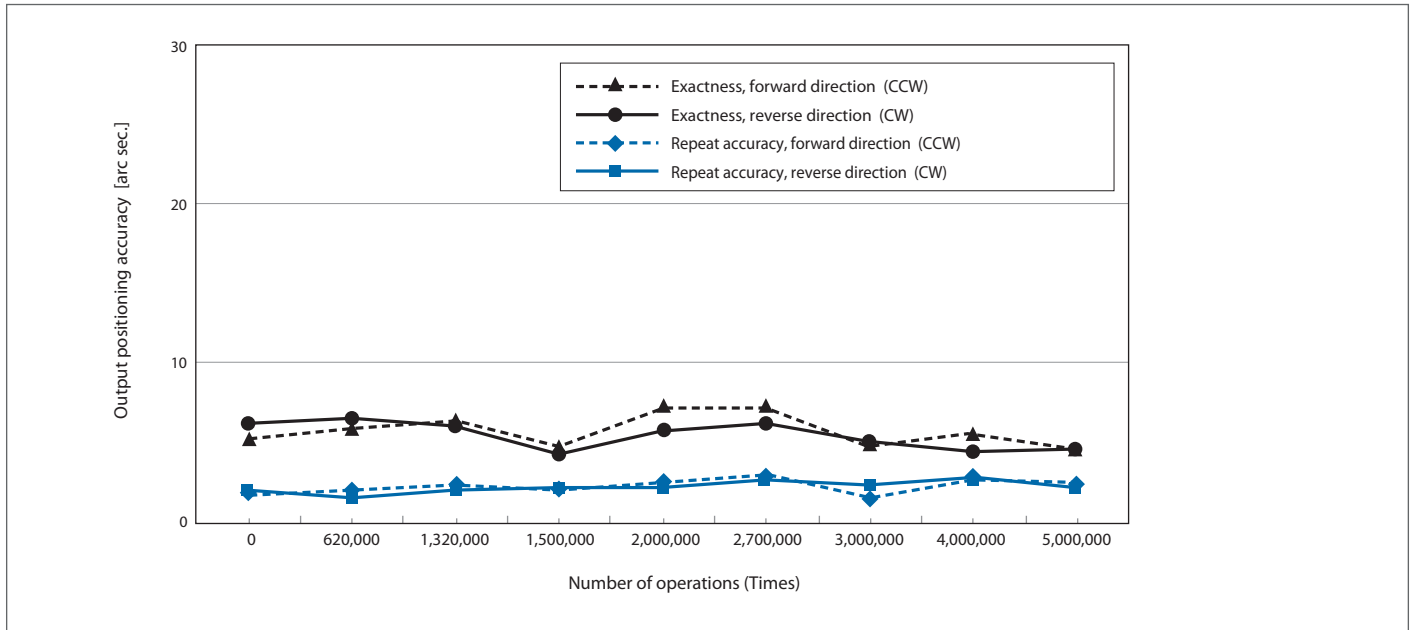 30
20
10
0
Output positioning accuracy [arc sec.]
Exactness, forward direction (CCW)
Exactness, reverse direction (CW)
Repeat accuracy, forward direction (CCW)
Repeat accuracy, reverse direction (CW)
0 620,000 1,320,000 1,500,000 2,000,000 2,700,000 3,000,000 4,000,000 5,000,000
Number of operations (Times)